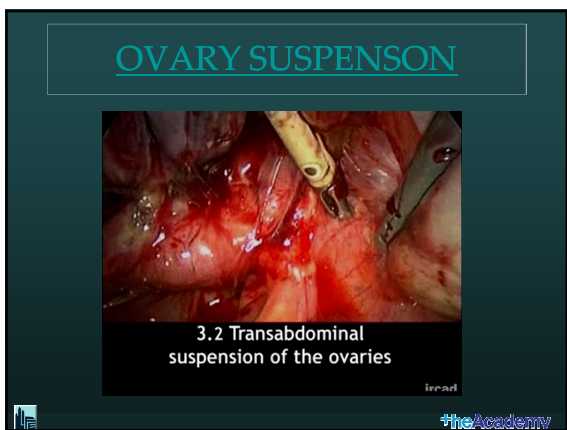 OVARY SUSPENSON
3.2 Transabdominal
suspension of the ovaries
ircad
theAcademy